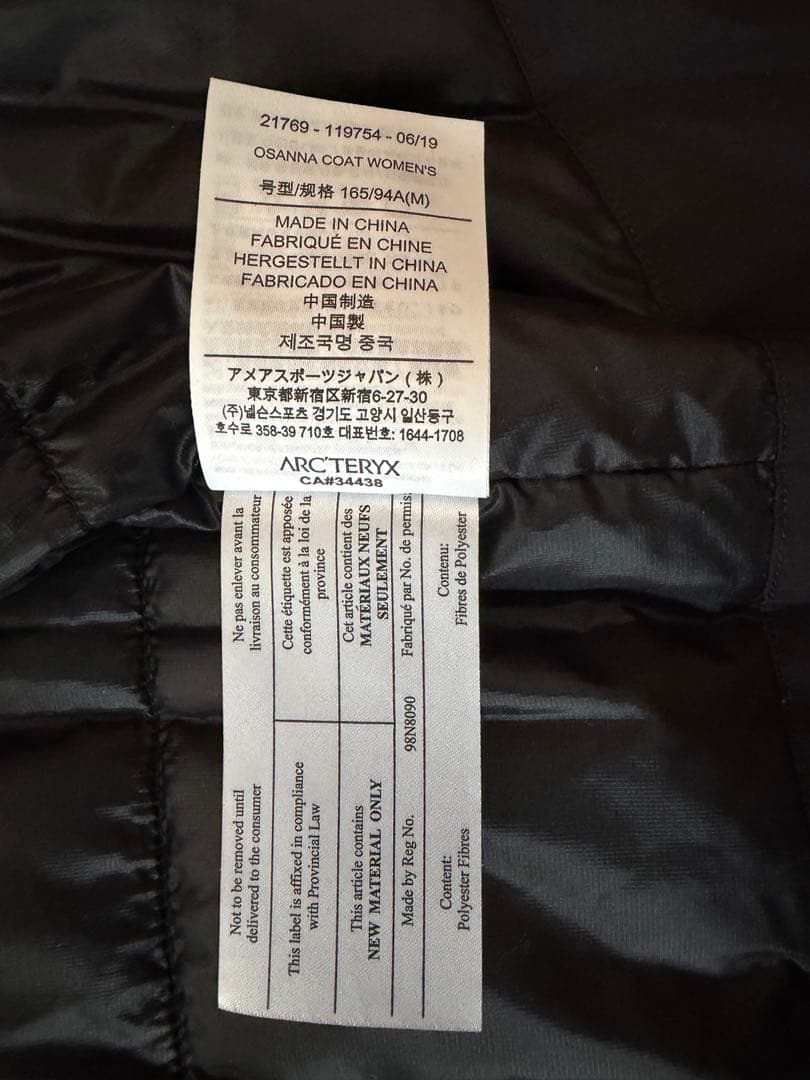 21769 - 119754 - 06/19
OSANNA COAT WOMEN'S
号型/规格 165/94A(M)
MADE IN CHINA
FABRIQUÉ EN CHINE
HERGESTELLT IN CHINA
FABRICADO EN CHINA
中国制造
中国製
제조국명 중국
アメアスポーツジャパン(株)
東京都新宿区新宿6-27-30
(주)넬슨스포츠 경기도 고양시 일산동구
호수로 358-39 710호 대표번호: 1644-1708
ARC'TERYX
CA#34438
Ne pas enlever avant la
livraison au consommateur
Cette étiquette est apposée
conformément à la loi de la
province
Cet article contient des
MATÉRIAUX NEUFS
SEULEMENT
Fabriqué par No. de permis:
Contenu:
Fibres de Polyester
98N8090
Not to be removed until
delivered to the consumer
This label is affixed in compliance
with Provincial Law
This article contains
NEW MATERIAL ONLY
Made by Reg No.
Content:
Polyester Fibres